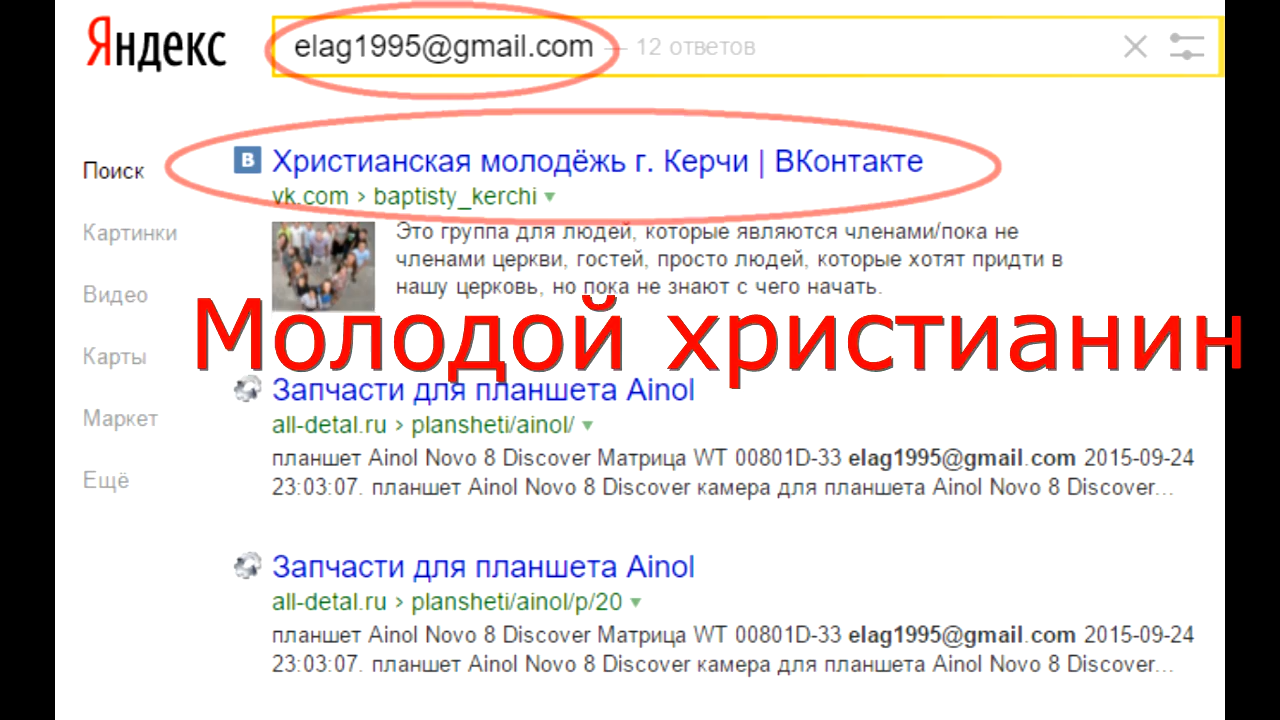 Яндекс
elag1995@gmail.com — 12 ответов
Поиск
Картинки
Видео
Карты
Маркет
Ещё
В Христианская молодёжь г. Керчи | ВКонтакте
vk.com › baptisty_kerchi
Это группа для людей, которые являются членами/пока не
членами церкви, гостей, просто людей, которые хотят придти в
нашу церковь, но пока не знают с чего начать.
Молодой христианин
Запчасти для планшета Ainol
all-detal.ru › plansheti/ainol/
планшет Ainol Novo 8 Discover Матрица WT 00801D-33 elag1995@gmail.com 2015-09-24
23:03:07. планшет Ainol Novo 8 Discover камера для планшета Ainol Novo 8 Discover...
Запчасти для планшета Ainol
all-detal.ru › plansheti/ainol/p/20
планшет Ainol Novo 8 Discover Матрица WT 00801D-33 elag1995@gmail.com 2015-09-24
23:03:07. планшет Ainol Novo 8 Discover камера для планшета Ainol Novo 8 Discover...